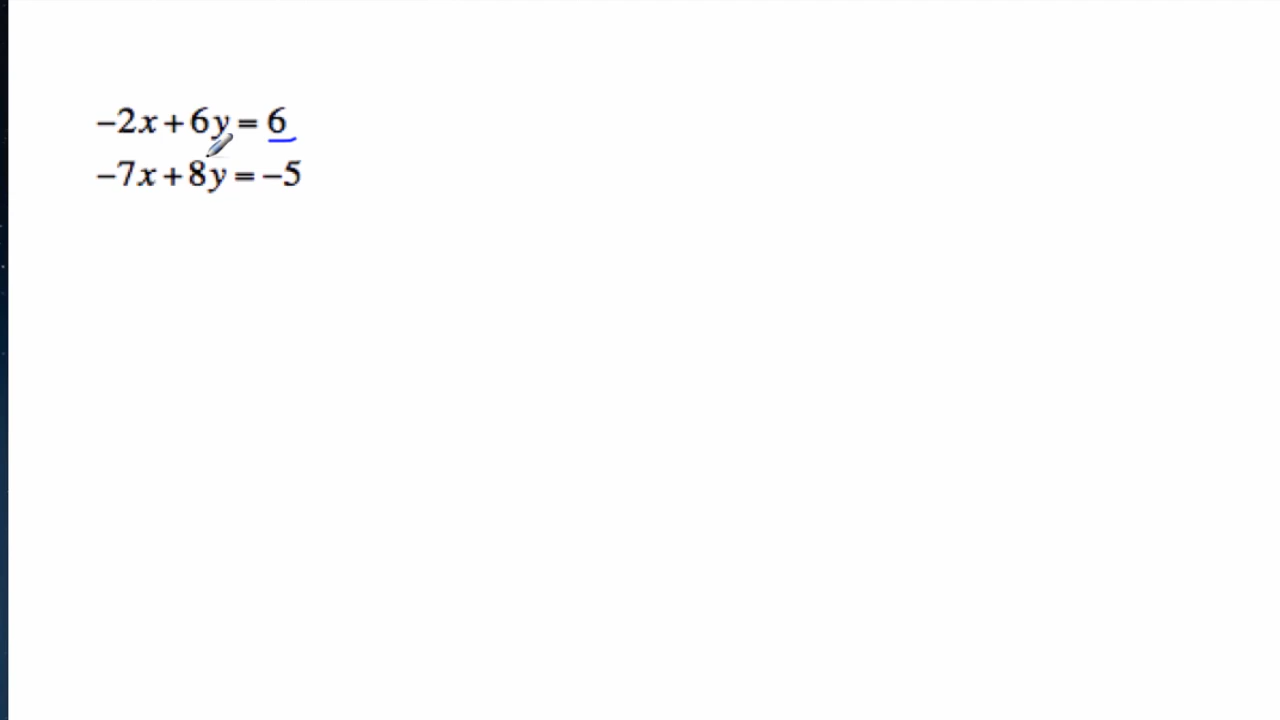 −2x + 6y = 6
−7x + 8y = −5